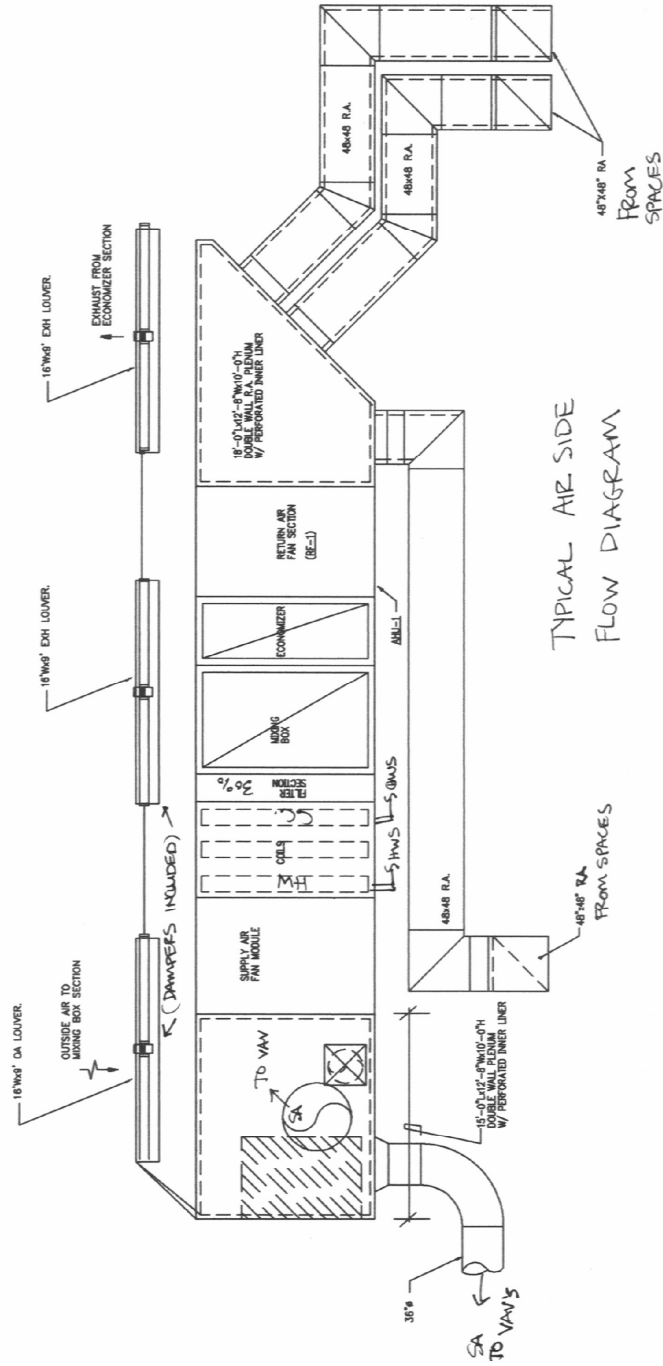 16'Wx9' OA LOUVER.
16'Wx9' EXH LOUVER.
16'Wx9' EXH LOUVER.
OUTSIDE AIR TO
MIXING BOX SECTION
(DAMPERS INCLUDED)
EXHAUST FROM
ECONOMIZER SECTION
TO VAV
SA
SUPPLY AIR
FAN MODULE
HW
COILS
CC
FILTER
SECTION
30%
MIXING
BOX
ECONOMIZER
RETURN AIR
FAN SECTION
(RF-1)
18'-0"Lx12'-8"Wx10'-0"H
DOUBLE WALL R.A. PLENUM
W/ PERFORATED INNER LINER
48x48 R.A.
48x48 R.A.
HWS
CHWS
AHU-1
36"ø
SA
TO VAV'S
15'-0"Lx12'-8"Wx10'-0"H
DOUBLE WALL PLENUM
W/ PERFORATED INNER LINER
48x48 R.A.
48"x48" RA
FROM SPACES
48"X48" RA
FROM
SPACES
TYPICAL AIR SIDE
FLOW DIAGRAM